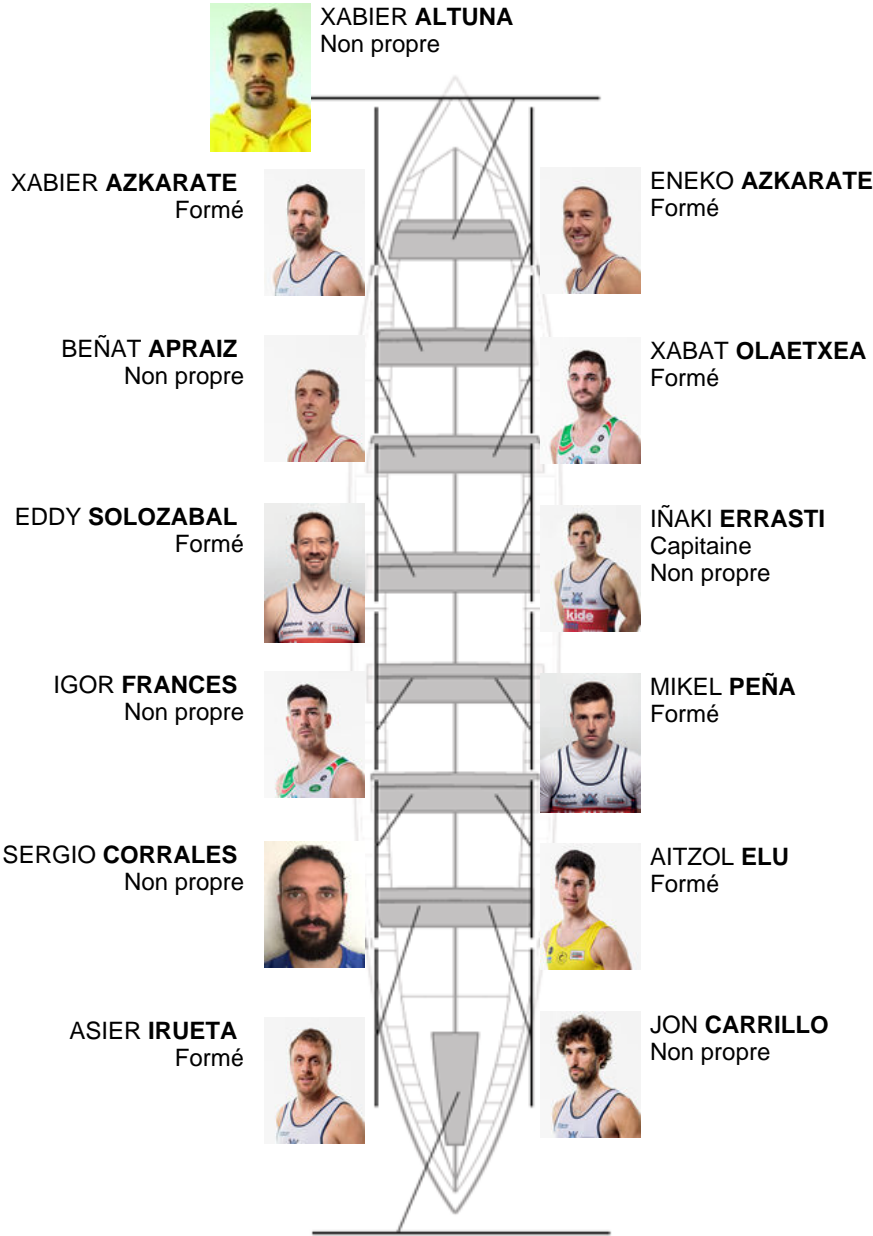 XABIER ALTUNA
Non propre
XABIER AZKARATE
Formé
ENEKO AZKARATE
Formé
BEÑAT APRAIZ
Non propre
XABAT OLAETXEA
Formé
EDDY SOLOZABAL
Formé
IÑAKI ERRASTI
Capitaine
Non propre
kide
IGOR FRANCES
Non propre
MIKEL PEÑA
Formé
SERGIO CORRALES
Non propre
AITZOL ELU
Formé
ASIER IRUETA
Formé
JON CARRILLO
Non propre